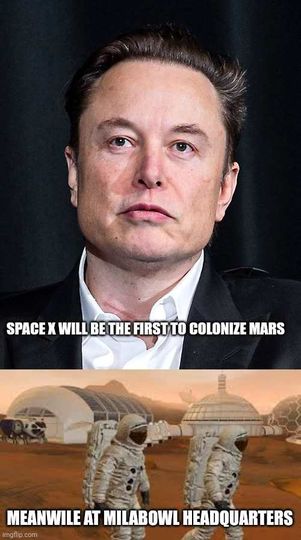 SPACE X WILL BE THE FIRST TO COLONIZE MARS
MEANWILE AT MILABOWL HEADQUARTERS
imgflip.com